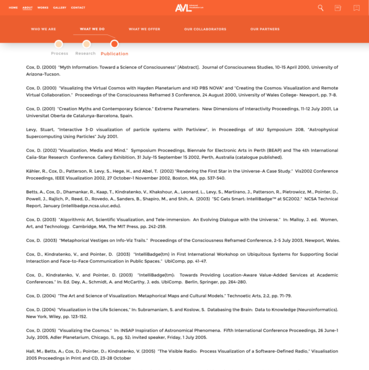 HOME ABOUT WORKS GALLERY CONTACT
AVL
WHO WE ARE WHAT WE DO WHAT WE OFFER OUR COLLABORATORS OUR PARTNERS
Process Research Publication
Cox, D. (2000) "Myth Information: Toward a Science of Consciousness" [Abstract]. Journal of Consciousness Studies, 10-15 April 2000, University of
Arizona-Tucson.
Cox, D. (2000) "Visualizing the Virtual Cosmos with Hayden Planetarium and HD PBS NOVA" and "Creating the Cosmos: Visualization and Remote
Virtual Collaboration." Proceedings of the Consciousness Reframed 3 Conference, 24 August 2000, University of Wales College- Newport, pp. 7-8.
Cox, D. (2001) "Creation Myths and Contemporary Science." Extreme Parameters: New Dimensions of Interactivity Proceedings, 11-12 July 2001, La
Universitat Oberta de Catalunya-Barcelona, Spain.
Levy, Stuart. "Interactive 3-D visualization of particle systems with Partiview". In Proceedings of IAU Symposium 208, "Astrophysical
Supercomputing Using Particles" July 2001.
Cox, D. (2002) "Visualization, Media and Mind." Symposium Proceedings, Biennale for Electronic Arts in Perth (BEAP) and The 4th International
Caiia-Star Research Conference. Gallery Exhibition, 31 July-15 September 15 2002, Perth, Australia (catalogue published).
Kähler, R., Cox, D., Patterson, R. Levy, S., Hege, H., and Abel, T. (2002) "Rendering the First Star in the Universe-A Case Study." Vis2002 Conference
Proceedings, IEEE Visualization 2002, 27 October-1 November 2002, Boston, MA, pp. 537-540.
Betts, A., Cox, D., Dhamankar, R., Kaap, T., Kindratenko, V., Khakshour, A., Leonard, L., Levy, S., Martinaro, J., Patterson, R., Pietrowicz, M., Pointer, D.,
Powell, J., Rajlich, P., Reed, D., Rovedo, A., Sanders, B., Shapiro, M., and Shih, A. (2003) "SC Gets Smart: IntelliBadge™ at SC2002." NCSA Technical
Report, January (intellibadge.ncsa.uiuc.edu).
Cox, D. (2003) "Algorithmic Art, Scientific Visualization, and Tele-Immersion: An Evolving Dialogue with the Universe." In: Malloy, J. ed. Women,
Art, and Technology. Cambridge, MA, The MIT Press, pp. 242-259.
Cox, D. (2003) "Metaphorical Vestiges on Info-Viz Trails." Proceedings of the Consciousness Reframed Conference, 2-5 July 2003, Newport, Wales.
Cox, D., Kindratenko, V., and Pointer, D. (2003) "IntelliBadge(tm) in First International Workshop on Ubiquitous Systems for Supporting Social
Interaction and Face-to-Face Communication in Public Spaces." UbiComp, pp. 41-47.
Cox, D., Kindratenko, V., and Pointer, D. (2003) "IntelliBadge(tm): Towards Providing Location-Aware Value-Added Services at Academic
Conferences." In: Ed. Dey, A., Schmidt, A. and McCarthy, J. eds. UbiComp. Berlin, Springer, pp. 264-280.
Cox, D. (2004) "The Art and Science of Visualization: Metaphorical Maps and Cultural Models." Technoetic Arts, 2:2, pp. 71-79.
Cox, D. (2004) "Visualization in the Life Sciences," In: Subramaniam, S. and Koslow, S. Databasing the Brain: Data to Knowledge (Neuroinformatics).
New York, Wiley, pp. 123-152.
Cox, D. (2005) "Visualizing the Cosmos." In: INSAP Inspiration of Astronomical Phenomena. Fifth International Conference Proceedings, 26 June-1
July, 2005, Adler Planetarium, Chicago, IL, pg. 52, invited speaker, Friday, 1 July 2005.
Hall, M.; Betts, A.; Cox, D.; Pointer, D.; Kindratenko, V. (2005) "The Visible Radio: Process Visualization of a Software-Defined Radio," Visualization
2005 Proceedings in Print and CD, 23-28 October